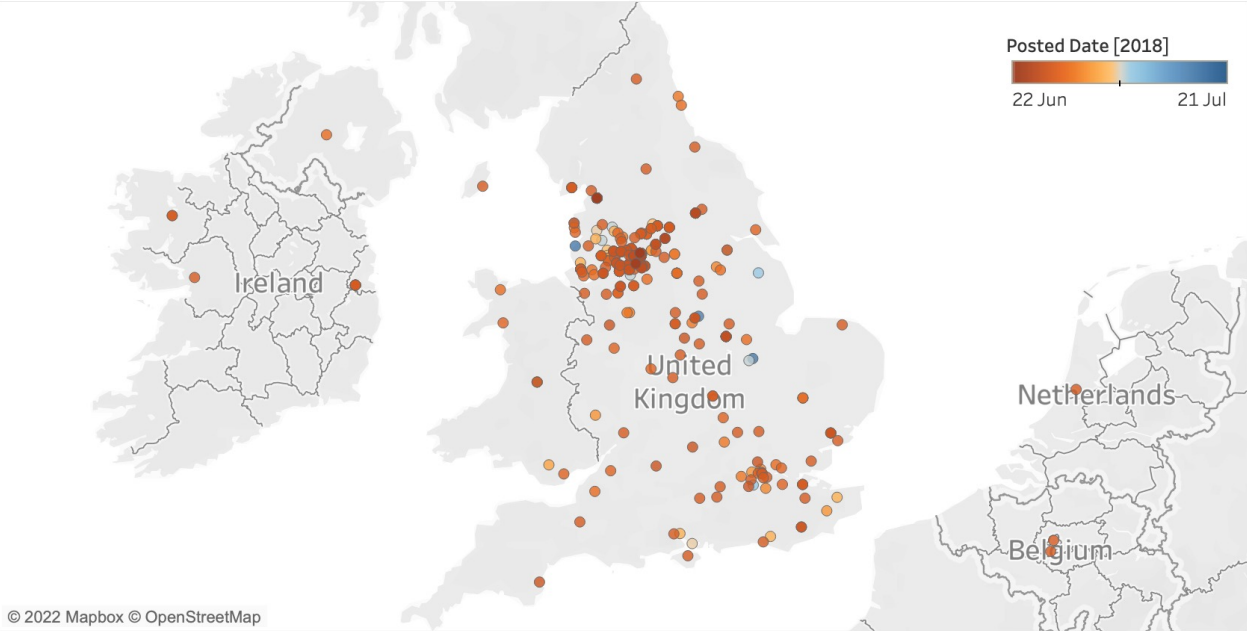 Posted Date [2018]
22 Jun 21 Jul
Ireland
United
Kingdom
Netherlands
Belgium
© 2022 Mapbox © OpenStreetMap